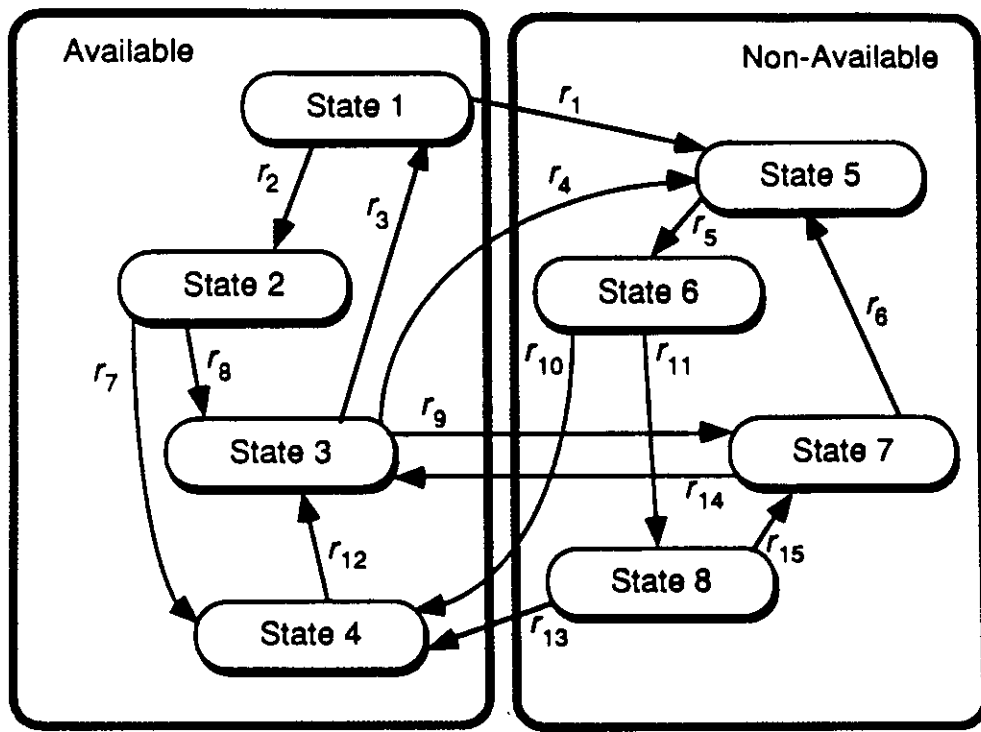 Available
Non-Available
State 1
r1
State 5
r2
r3
r4
r5
State 2
State 6
r6
r7
r8
r10
r11
r9
State 3
State 7
r14
r12
r15
State 8
State 4
r13